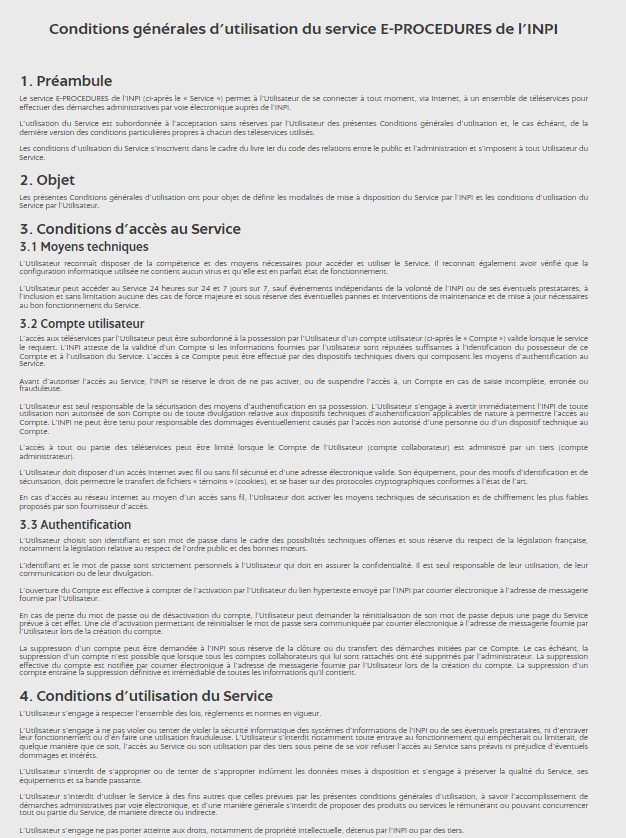 Conditions générales d'utilisation du service E-PROCEDURES de l'INPI
1. Préambule
Le service E-PROCEDURES de l'INPI (ci-après le « Service ») permet à l'Utilisateur de se connecter à tout moment, via Internet, à un ensemble de téléservices pour
effectuer des démarches administratives par voie électronique auprès de l'INPI.
L'utilisation du Service est subordonnée à l'acceptation sans réserves par l'Utilisateur des présentes Conditions générales d'utilisation et, le cas échéant, de la
dernière version des conditions particulières propres à chacun des téléservices utilisés.
Les conditions d'utilisation du Service s'inscrivent dans le cadre du livre Ier du code des relations entre le public et l'administration et s'imposent à tout Utilisateur du
Service.
2. Objet
Les présentes Conditions générales d'utilisation ont pour objet de définir les modalités de mise à disposition du Service par l'INPI et les conditions d'utilisation du
Service par l'Utilisateur.
3. Conditions d'accès au Service
3.1 Moyens techniques
L'Utilisateur reconnaît disposer de la compétence et des moyens nécessaires pour accéder et utiliser le Service. Il reconnait également avoir vérifié que la
configuration informatique utilisée ne contient aucun virus et qu'elle est en parfait état de fonctionnement.
L'Utilisateur peut accéder au Service 24 heures sur 24 et 7 jours sur 7, sauf événements indépendants de la volonté de l'INPI ou de ses éventuels prestataires, à
l'inclusion et sans limitation aucune des cas de force majeure et sous réserve des éventuelles pannes et interventions de maintenance et de mise à jour nécessaires
au bon fonctionnement du Service.
3.2 Compte utilisateur
L'accès aux téléservices par l'Utilisateur peut être subordonné à la possession par l'Utilisateur d'un compte utilisateur (ci-après le « Compte ») valide lorsque le service
le requiert. L'INPI atteste de la validité d'un Compte si les informations fournies par l'utilisateur sont réputées suffisantes à l'identification du possesseur de ce
Compte et à l'utilisation du Service. L'accès à ce Compte peut être effectué par des dispositifs techniques divers qui composent les moyens d'authentification au
Service.
Avant d'autoriser l'accès au Service, l'INPI se réserve le droit de ne pas activer, ou de suspendre l'accès à, un Compte en cas de saisie incomplète, erronée ou
frauduleuse.
L'Utilisateur est seul responsable de la sécurisation des moyens d'authentification en sa possession. L'Utilisateur s'engage à avertir immédiatement l'INPI de toute
utilisation non autorisée de son Compte ou de toute divulgation relative aux dispositifs techniques d'authentification applicables de nature à permettre l'accès au
Compte. L'INPI ne peut être tenu pour responsable des dommages éventuellement causés par l'accès non autorisé d'une personne ou d'un dispositif technique au
Compte.
L'accès à tout ou partie des téléservices peut être limité lorsque le Compte de l'Utilisateur (compte collaborateur) est administré par un tiers (compte
administrateur).
L'Utilisateur doit disposer d'un accès internet avec fil ou sans fil sécurisé et d'une adresse électronique valide. Son équipement, pour des motifs d'identification et de
sécurisation, doit permettre le transfert de fichiers « témoins » (cookies), et se baser sur des protocoles cryptographiques conformes à l'état de l'art.
En cas d'accès au réseau Internet au moyen d'un accès sans fil, l'Utilisateur doit activer les moyens techniques de sécurisation et de chiffrement les plus fiables
proposés par son fournisseur d'accès.
3.3 Authentification
L'Utilisateur choisit son identifiant et son mot de passe dans le cadre des possibilités techniques offertes et sous réserve du respect de la législation française,
notamment la législation relative au respect de l'ordre public et des bonnes mœurs.
L'identifiant et le mot de passe sont strictement personnels à l'Utilisateur qui doit en assurer la confidentialité. Il est seul responsable de leur utilisation, de leur
communication ou de leur divulgation.
L'ouverture du Compte est effective à compter de l'activation par l'Utilisateur du lien hypertexte envoyé par l'INPI par courrier électronique à l'adresse de messagerie
fournie par l'Utilisateur.
En cas de perte du mot de passe ou de désactivation du compte, l'Utilisateur peut demander la réinitialisation de son mot de passe depuis une page du Service
prévue à cet effet. Une clé d'activation permettant de réinitialiser le mot de passe sera communiquée par courrier électronique à l'adresse de messagerie fournie par
l'Utilisateur lors de la création du compte.
La suppression d'un compte peut être demandée à l'INPI sous réserve de la clôture ou du transfert des démarches initiées par ce Compte. Le cas échéant, la
suppression d'un compte n'est possible que lorsque tous les comptes collaborateurs qui lui sont rattachés ont été supprimés par l'administrateur. La suppression
effective du compte est notifiée par courrier électronique à l'adresse de messagerie fournie par l'Utilisateur lors de la création du compte. La suppression d'un
compte entraîne la suppression définitive et irrémédiable de toutes les informations qu'il contient.
4. Conditions d'utilisation du Service
L'Utilisateur s'engage à respecter l'ensemble des lois, règlements et normes en vigueur.
L'Utilisateur s'engage à ne pas violer ou tenter de violer la sécurité informatique des systèmes d'informations de l'INPI ou de ses éventuels prestataires, ni d'entraver
leur fonctionnement ou d'en faire une utilisation frauduleuse. L'Utilisateur s'interdit notamment toute entrave au fonctionnement qui empêcherait ou limiterait, de
quelque manière que ce soit, l'accès au Service ou son utilisation par des tiers sous peine de se voir refuser l'accès au Service sans préavis ni préjudice d'éventuels
dommages et intérêts.
L'Utilisateur s'interdit de s'approprier ou de tenter de s'approprier indûment les données mises à disposition et s'engage à préserver la qualité du Service, ses
équipements et sa bande passante.
L'Utilisateur s'interdit d'utiliser le Service à des fins autres que celles prévues par les présentes conditions générales d'utilisation, à savoir l'accomplissement de
démarches administratives par voie électronique, et d'une manière générale s'interdit de proposer des produits ou services le rémunérant ou pouvant concurrencer
tout ou partie du Service, de manière directe ou indirecte.
L'Utilisateur s'engage ne pas porter atteinte aux droits, notamment de propriété intellectuelle, détenus par l'INPI ou par des tiers.